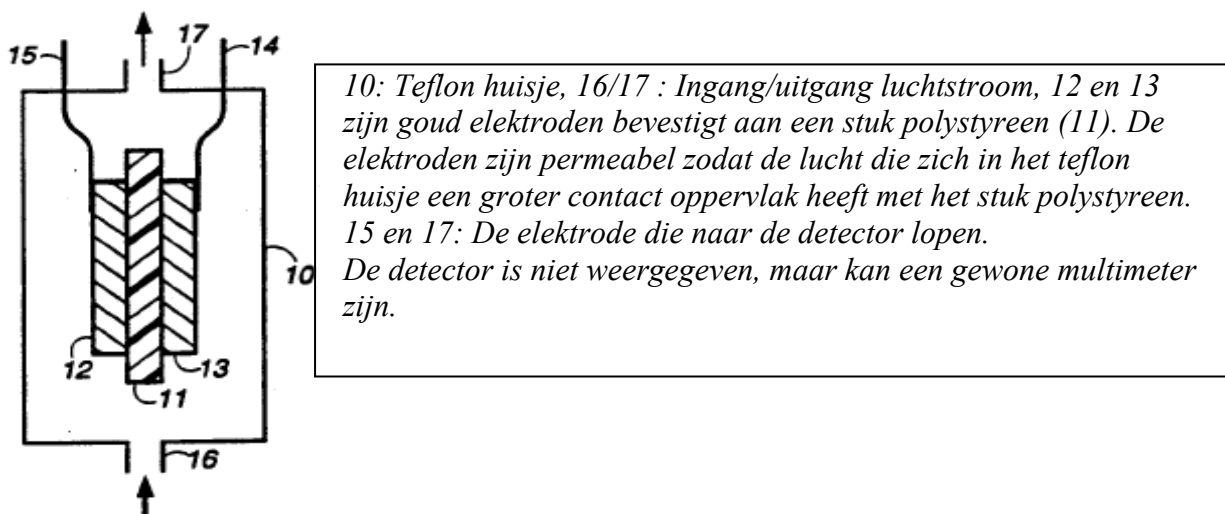 15
17
14
10
12
13
11
16
10: Teflon huisje, 16/17 : Ingang/uitgang luchtstroom, 12 en 13
zijn goud elektroden bevestigt aan een stuk polystyreen (11). De
elektroden zijn permeabel zodat de lucht die zich in het teflon
huisje een groter contact oppervlak heeft met het stuk polystyreen.
15 en 17: De elektrode die naar de detector lopen.
De detector is niet weergegeven, maar kan een gewone multimeter
zijn.